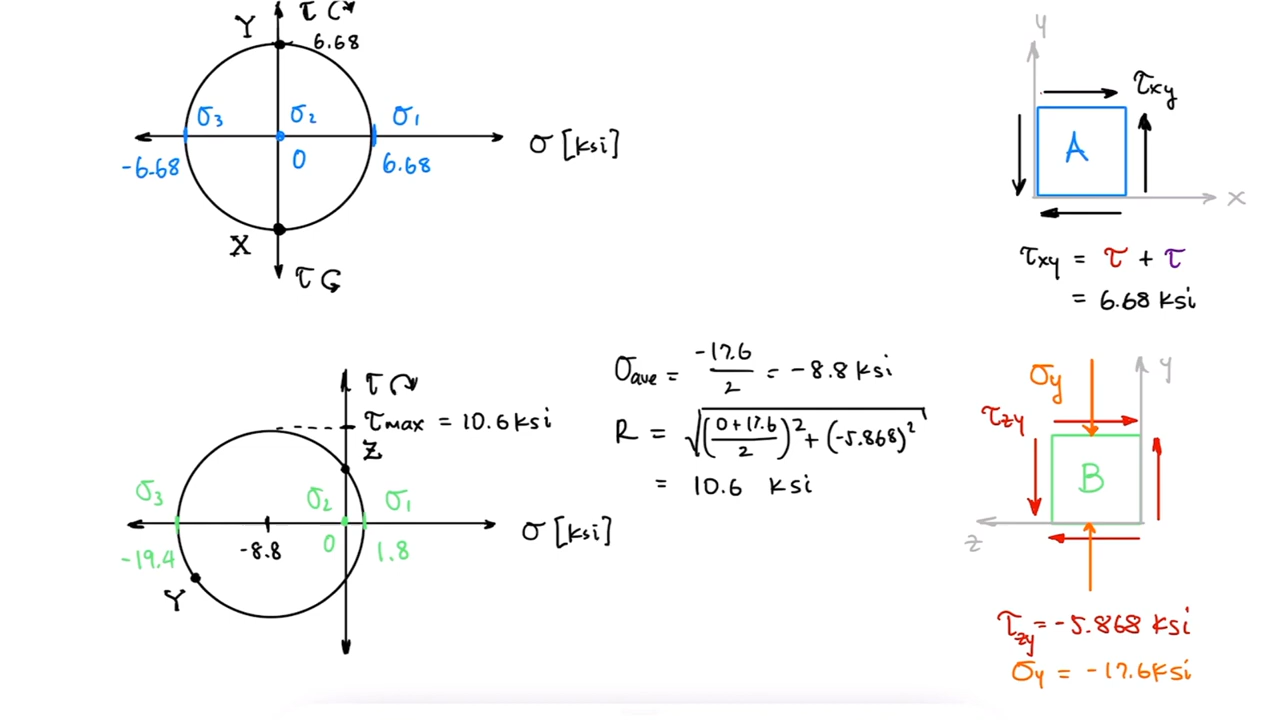 τ
Y
6.68
σ3 σ2 σ1
-6.68 0 6.68
σ [ksi]
X
τ
y
τxy
A
x
τxy = τ + τ
= 6.68 ksi
τ
τmax = 10.6 ksi
Z
σ3 σ2 σ1
-19.4 -8.8 0 1.8
σ [ksi]
Y
σave = -17.6/2 = -8.8 ksi
R = √((0+17.6)/2)² + (-5.868)²
= 10.6 ksi
σy
y
τzy
B
z
τzy = -5.868 ksi
σy = -17.6 ksi